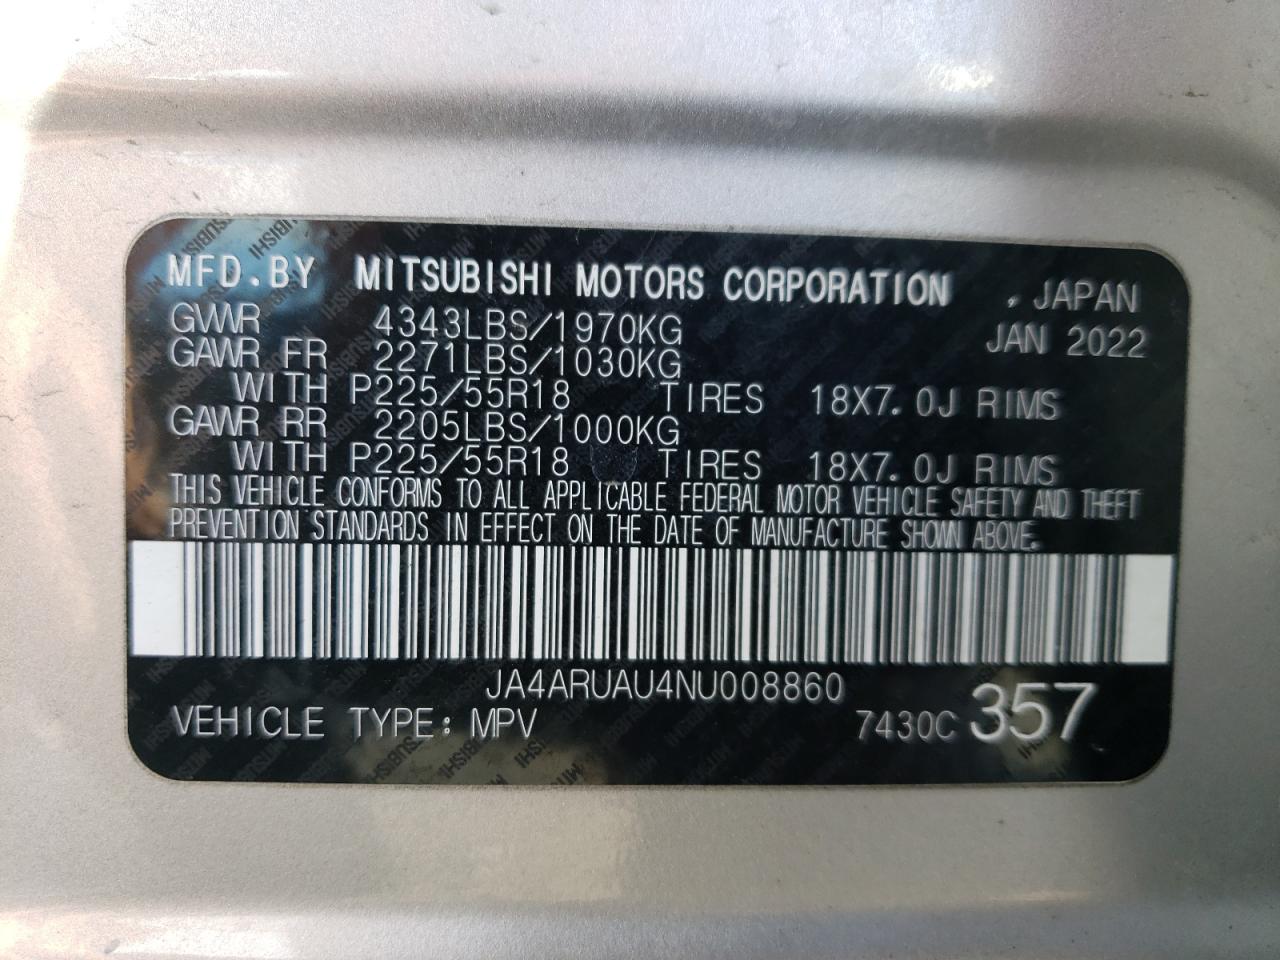 MFD.BY MITSUBISHI MOTORS CORPORATION , JAPAN
GVWR 4343LBS/1970KG JAN 2022
GAWR FR 2271LBS/1030KG
WITH P225/55R18 TIRES 18X7.0J RIMS
GAWR RR 2205LBS/1000KG
WITH P225/55R18 TIRES 18X7.0J RIMS
THIS VEHICLE CONFORMS TO ALL APPLICABLE FEDERAL MOTOR VEHICLE SAFETY AND THEFT
PREVENTION STANDARDS IN EFFECT ON THE DATE OF MANUFACTURE SHOWN ABOVE.
JA4ARUAU4NU008860
VEHICLE TYPE: MPV 7430C 357